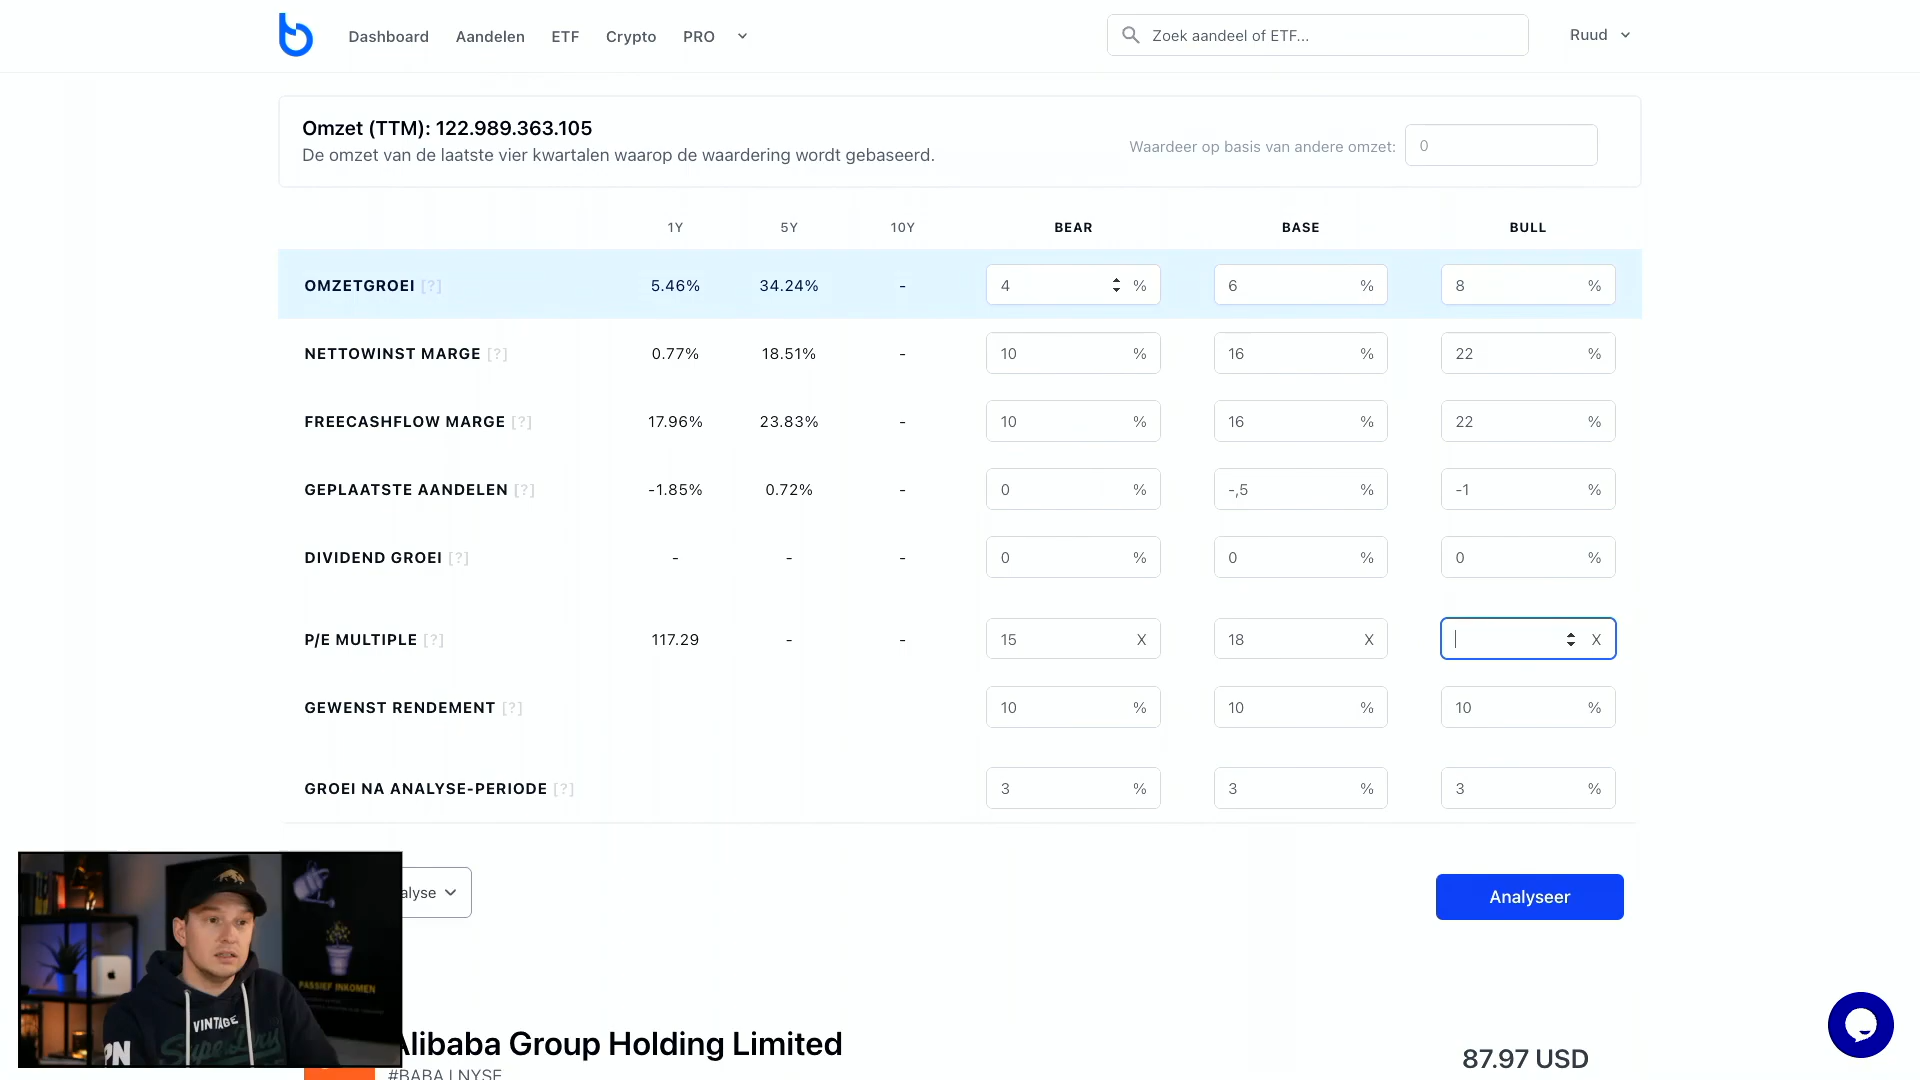 Dashboard Aandelen ETF Crypto PRO
Zoek aandeel of ETF...
Ruud
Omzet (TTM): 122.989.363.105
De omzet van de laatste vier kwartalen waarop de waardering wordt gebaseerd.
Waardeer op basis van andere omzet: 0
1Y 5Y 10Y BEAR BASE BULL
OMZETGROEI [?] 5.46% 34.24% - 4 % 6 % 8 %
NETTOWINST MARGE [?] 0.77% 18.51% - 10 % 16 % 22 %
FREECASHFLOW MARGE [?] 17.96% 23.83% - 10 % 16 % 22 %
GEPLAATSTE AANDELEN [?] -1.85% 0.72% - 0 % -,5 % -1 %
DIVIDEND GROEI [?] - - - 0 % 0 % 0 %
P/E MULTIPLE [?] 117.29 - - 15 X 18 X X
GEWENST RENDEMENT [?] 10 % 10 % 10 %
GROEI NA ANALYSE-PERIODE [?] 3 % 3 % 3 %
alyse
Analyseer
PASSIEF INKOMEN
VINTAGE
Superdry
PN
Alibaba Group Holding Limited
87.97 USD
#BABA | NYSE